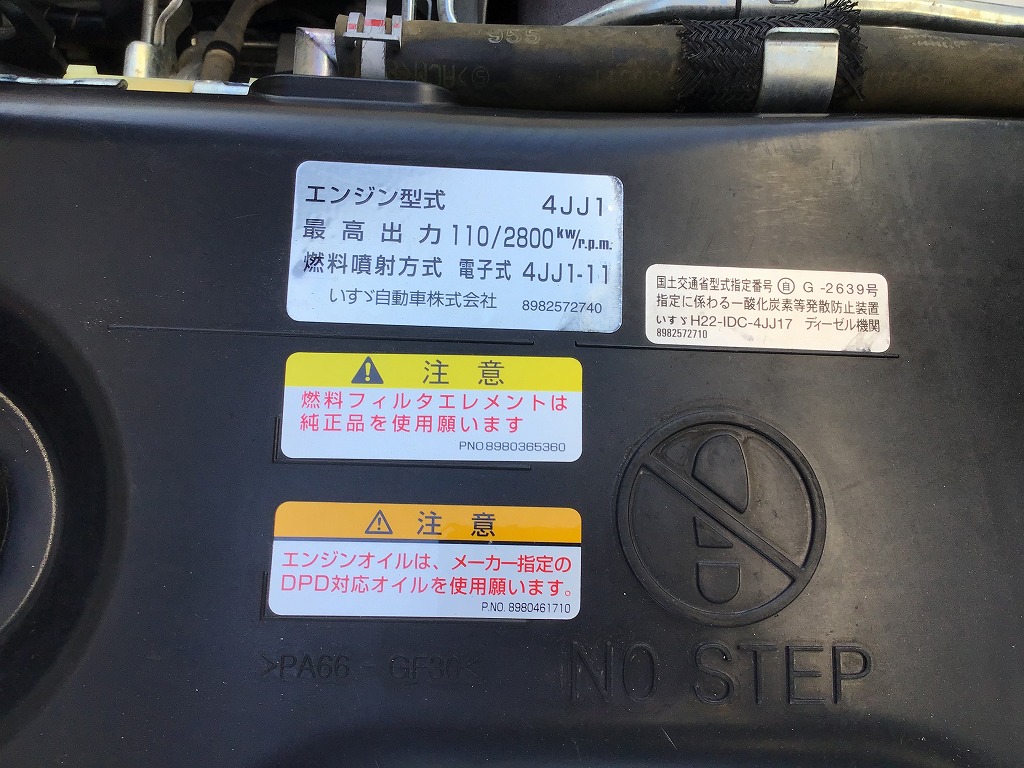 955
エンジン型式 4JJ1
最高出力 110/2800kW/r.p.m.
燃料噴射方式 電子式 4JJ1-11
いすゞ自動車株式会社 8982572740
国土交通省型式指定番号 自 G -2639号
指定に係わる一酸化炭素等発散防止装置
いすゞ H22-IDC-4JJ17 ディーゼル機関
8982572710
⚠ 注意
燃料フィルタエレメントは
純正品を使用願います
PNO.8980365360
⚠ 注意
エンジンオイルは、メーカー指定の
DPD対応オイルを使用願います。
P.NO. 8980461710
>PA66-GF30<
NO STEP